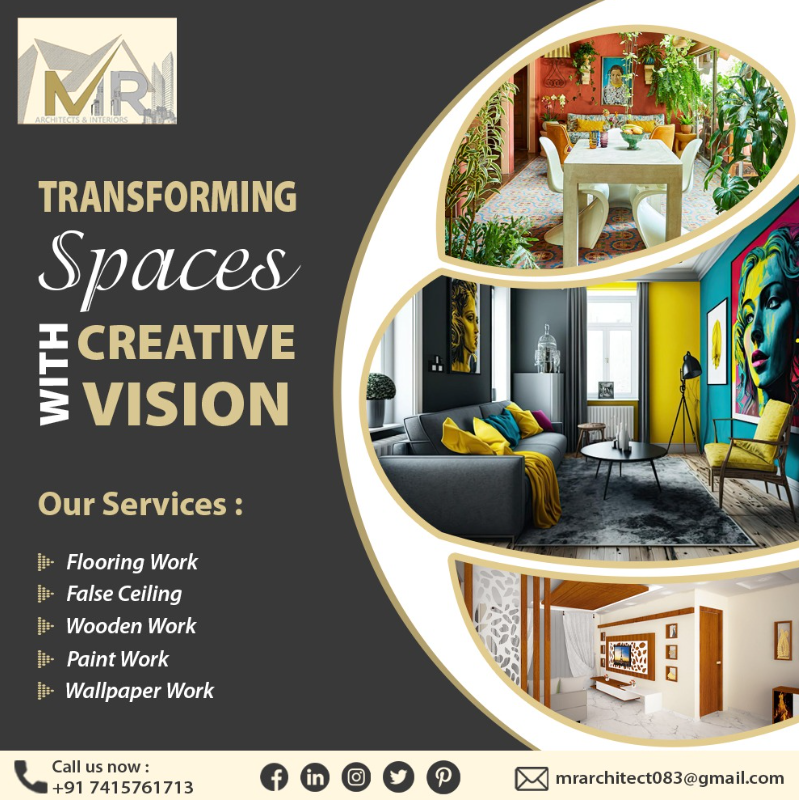 MR
ARCHITECTS & INTERIORS
TRANSFORMING
Spaces
WITH CREATIVE
VISION
Our Services :
Flooring Work
False Ceiling
Wooden Work
Paint Work
Wallpaper Work
Call us now :
+91 7415761713
mrarchitect083@gmail.com